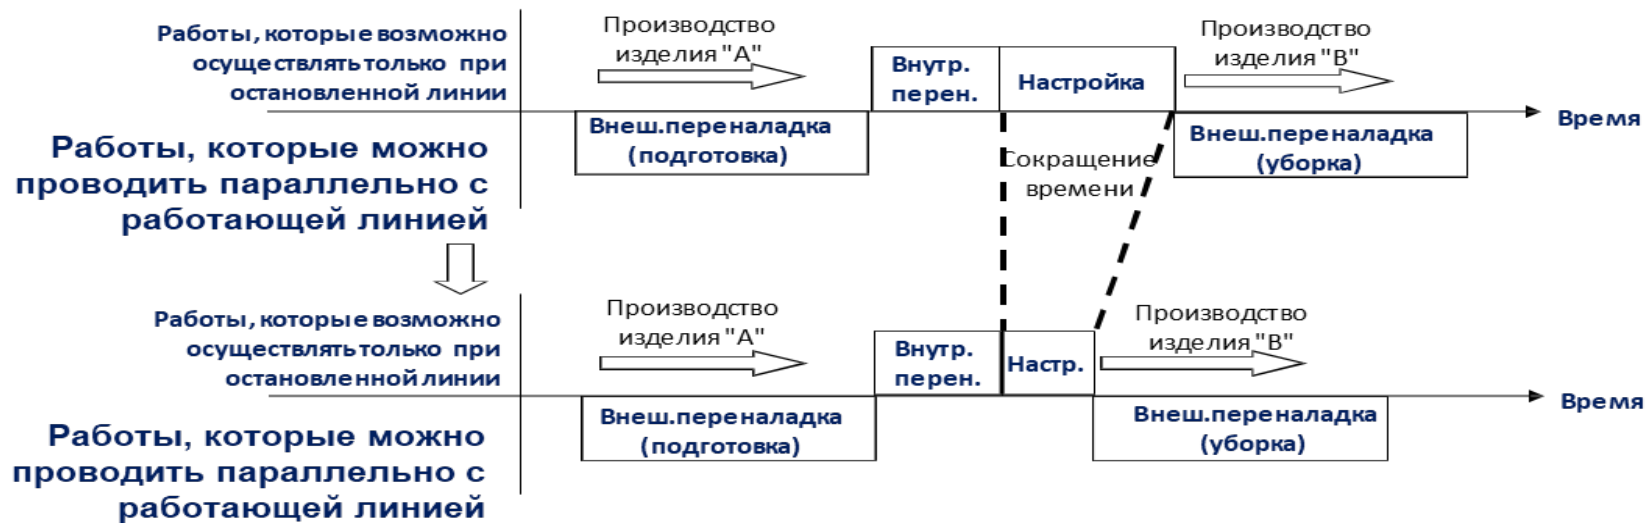 Работы, которые возможно
осуществлять только при
остановленной линии
Производство
изделия "А"
Внутр.
перен.
Настройка
Производство
изделия "В"
Время
Внеш.переналадка
(подготовка)
Внеш.переналадка
(уборка)
Работы, которые можно
проводить параллельно с
работающей линией
Сокращение
времени
Работы, которые возможно
осуществлять только при
остановленной линии
Производство
изделия "А"
Внутр.
перен.
Настр.
Производство
изделия "В"
Время
Внеш.переналадка
(подготовка)
Внеш.переналадка
(уборка)
Работы, которые можно
проводить параллельно с
работающей линией